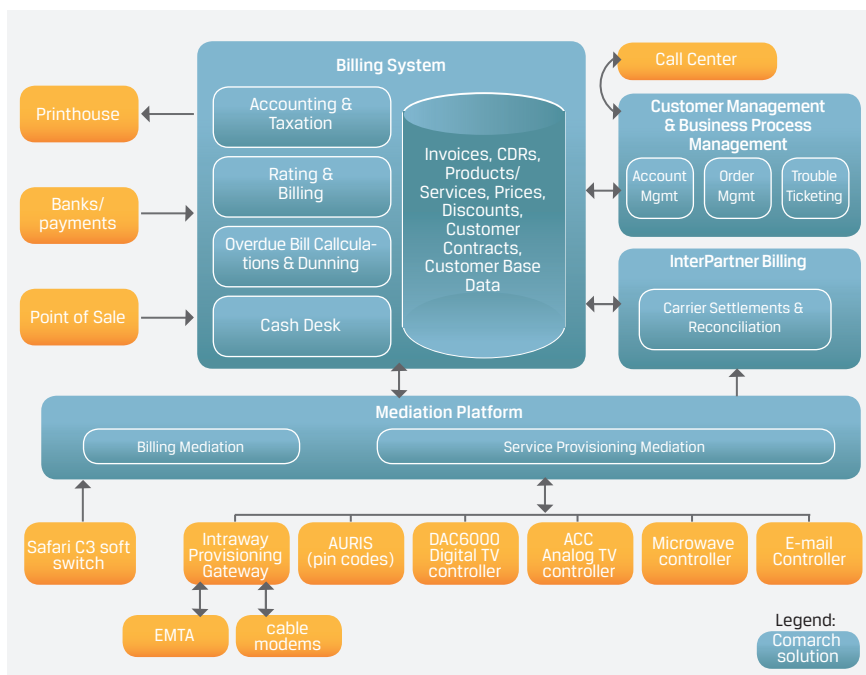 Billing System
Call Center
Printhouse
Accounting &
Taxation
Customer Management
& Business Process
Management
Invoices, CDRs,
Products/
Services, Prices,
Discounts,
Customer
Contracts,
Customer Base
Data
Rating &
Billing
Account
Mgmt
Order
Mgmt
Trouble
Ticketing
Banks/
payments
Overdue Bill Callcula-
tions & Dunning
InterPartner Billing
Point of Sale
Cash Desk
Carrier Settlements &
Reconciliation
Mediation Platform
Billing Mediation
Service Provisioning Mediation
Safari C3 soft
switch
Intraway
Provisioning
Gateway
AURIS
(pin codes)
DAC6000
Digital TV
controller
ACC
Analog TV
controller
Microwave
controller
E-mail
Controller
EMTA
cable
modems
Legend:
Comarch
solution